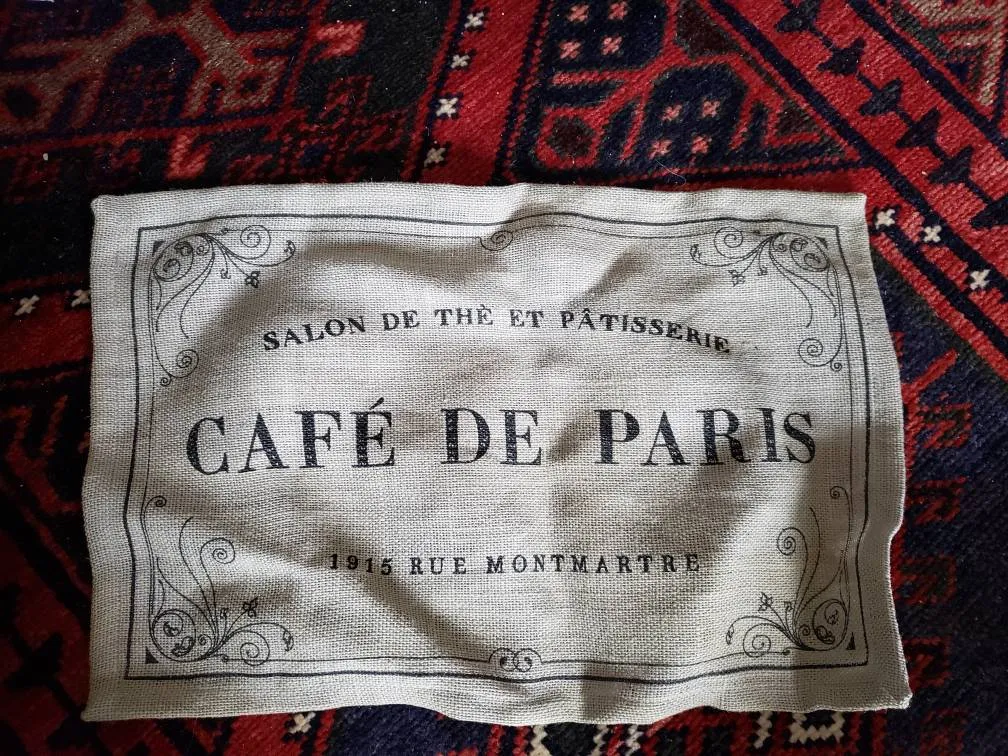 SALON DE THÈ ET PÂTISSERIE
CAFÉ DE PARIS
1915 RUE MONTMARTRE